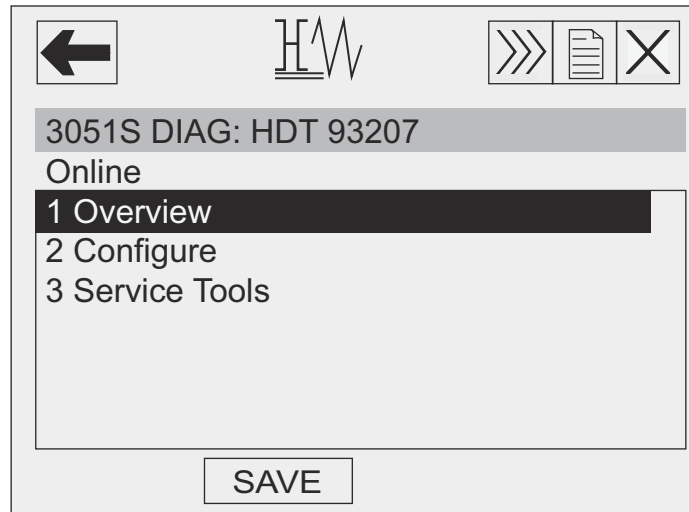 3051S DIAG: HDT 93207
Online
1 Overview
2 Configure
3 Service Tools
SAVE